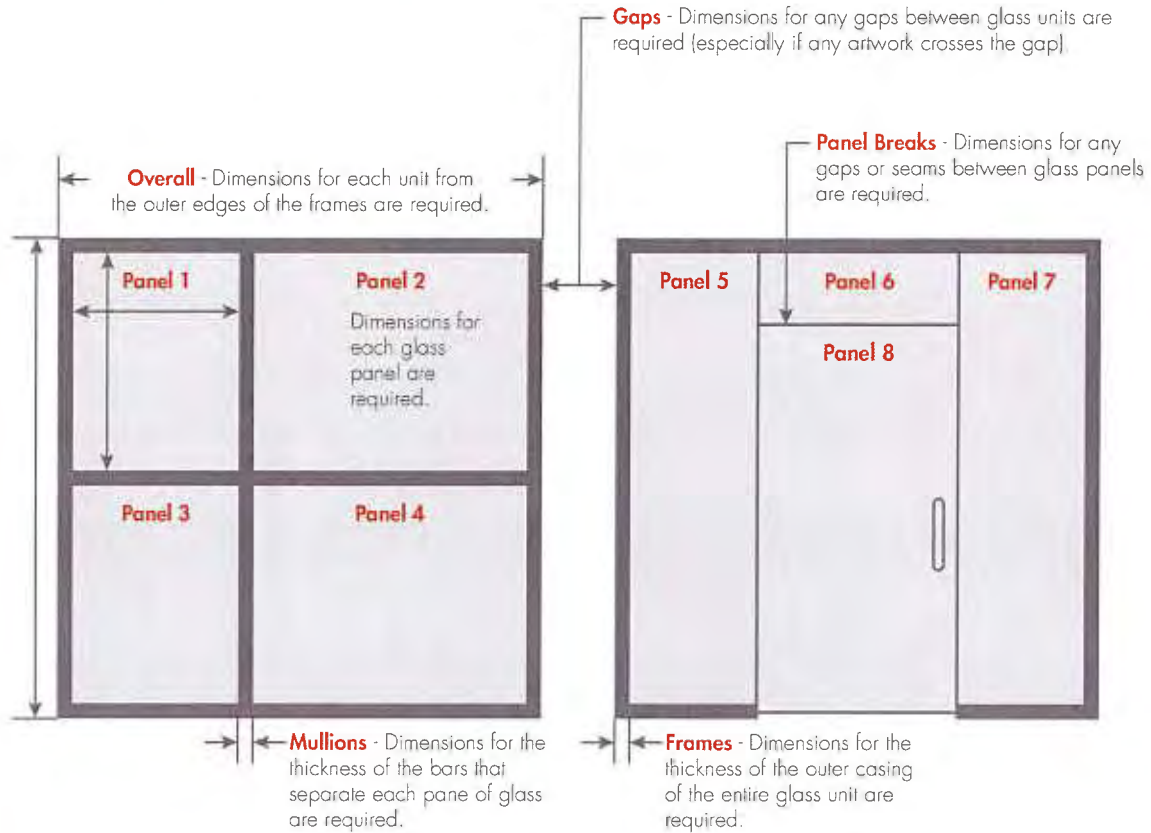 Gaps - Dimensions for any gaps between glass units are
required (especially if any artwork crosses the gap)
Panel Breaks - Dimensions for any
gaps or seams between glass panels
are required.
Overall - Dimensions for each unit from
the outer edges of the frames are required.
Panel 1
Panel 2
Dimensions for
each glass
panel are
required.
Panel 3
Panel 4
Panel 5
Panel 6
Panel 7
Panel 8
Mullions - Dimensions for the
thickness of the bars that
separate each pane of glass
are required.
Frames - Dimensions for the
thickness of the outer casing
of the entire glass unit are
required.